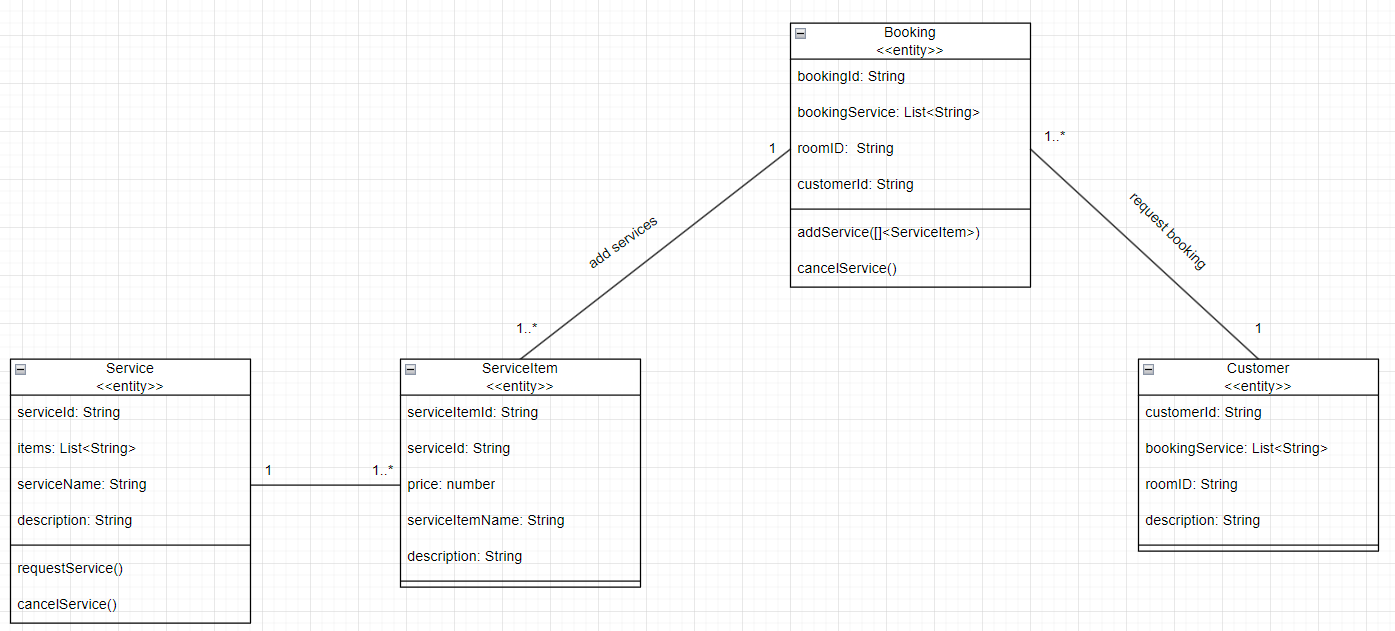 Booking
<<entity>>
bookingId: String
bookingService: List<String>
roomID:  String
customerId: String
addService([]<ServiceItem>)
cancelService()
1
1..*
add services
1..*
request booking
1
Service
<<entity>>
serviceId: String
items: List<String>
serviceName: String
description: String
requestService()
cancelService()
1
1..*
ServiceItem
<<entity>>
serviceItemId: String
serviceId: String
price: number
serviceItemName: String
description: String
Customer
<<entity>>
customerId: String
bookingService: List<String>
roomID: String
description: String